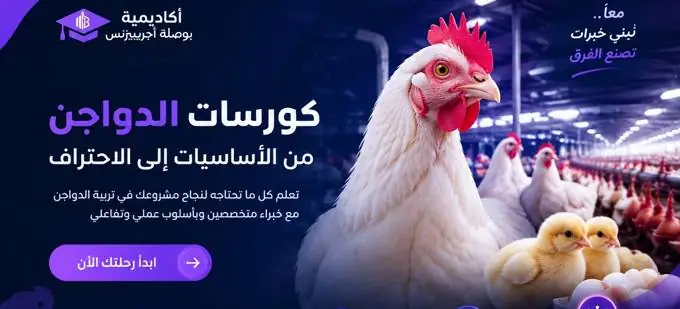 أكاديمية
بوصلة أجريبيزنس
معاً..
نبني خبرات
تصنع الفرق
كورسات الدواجن
من الأساسيات إلى الاحتراف
تعلم كل ما تحتاجه لنجاح مشروعك في تربية الدواجن
مع خبراء متخصصين وبأسلوب عملي وتفاعلي
ابدأ رحلتك الأن